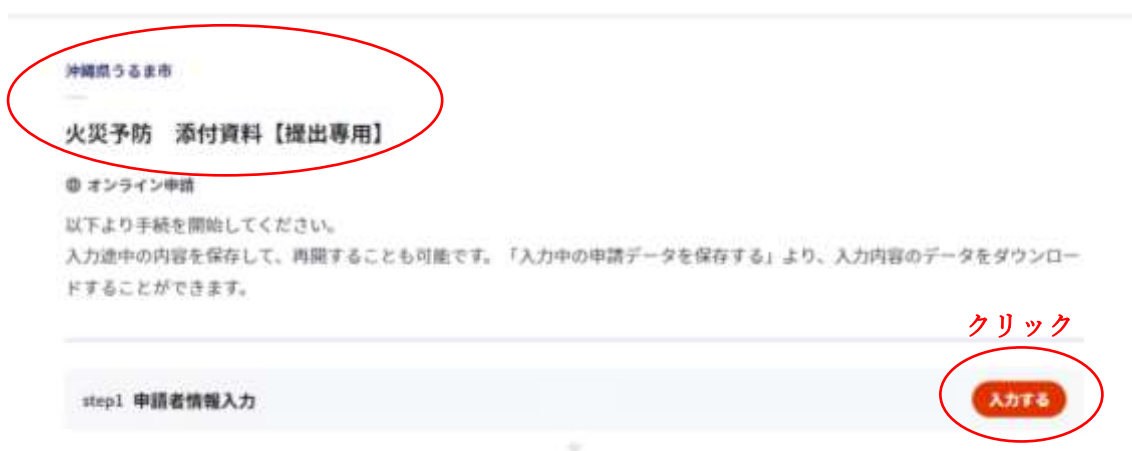 沖縄県うるま市
火災予防　添付資料【提出専用】
オンライン申請
以下より手続を開始してください。
入力途中の内容を保存して、再開することも可能です。「入力中の申請データを保存する」より、入力内容のデータをダウンロー
ドすることができます。
クリック
step1 申請者情報入力
入力する